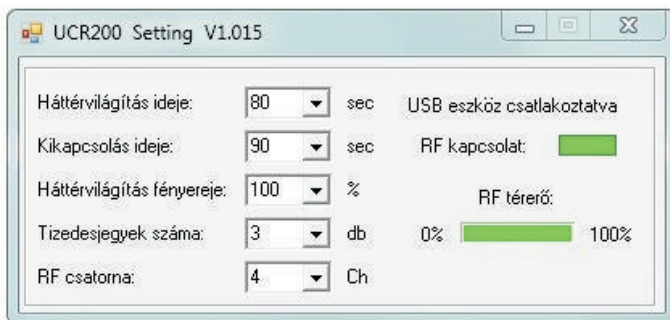 UCR200 Setting V1.015
Háttérvilágítás ideje: 80 sec
USB eszköz csatlakoztatva
Kikapcsolás ideje: 90 sec
RF kapcsolat:
Háttérvilágítás fényereje: 100 %
RF térerő:
Tizedesjegyek száma: 3 db
0% 100%
RF csatorna: 4 Ch